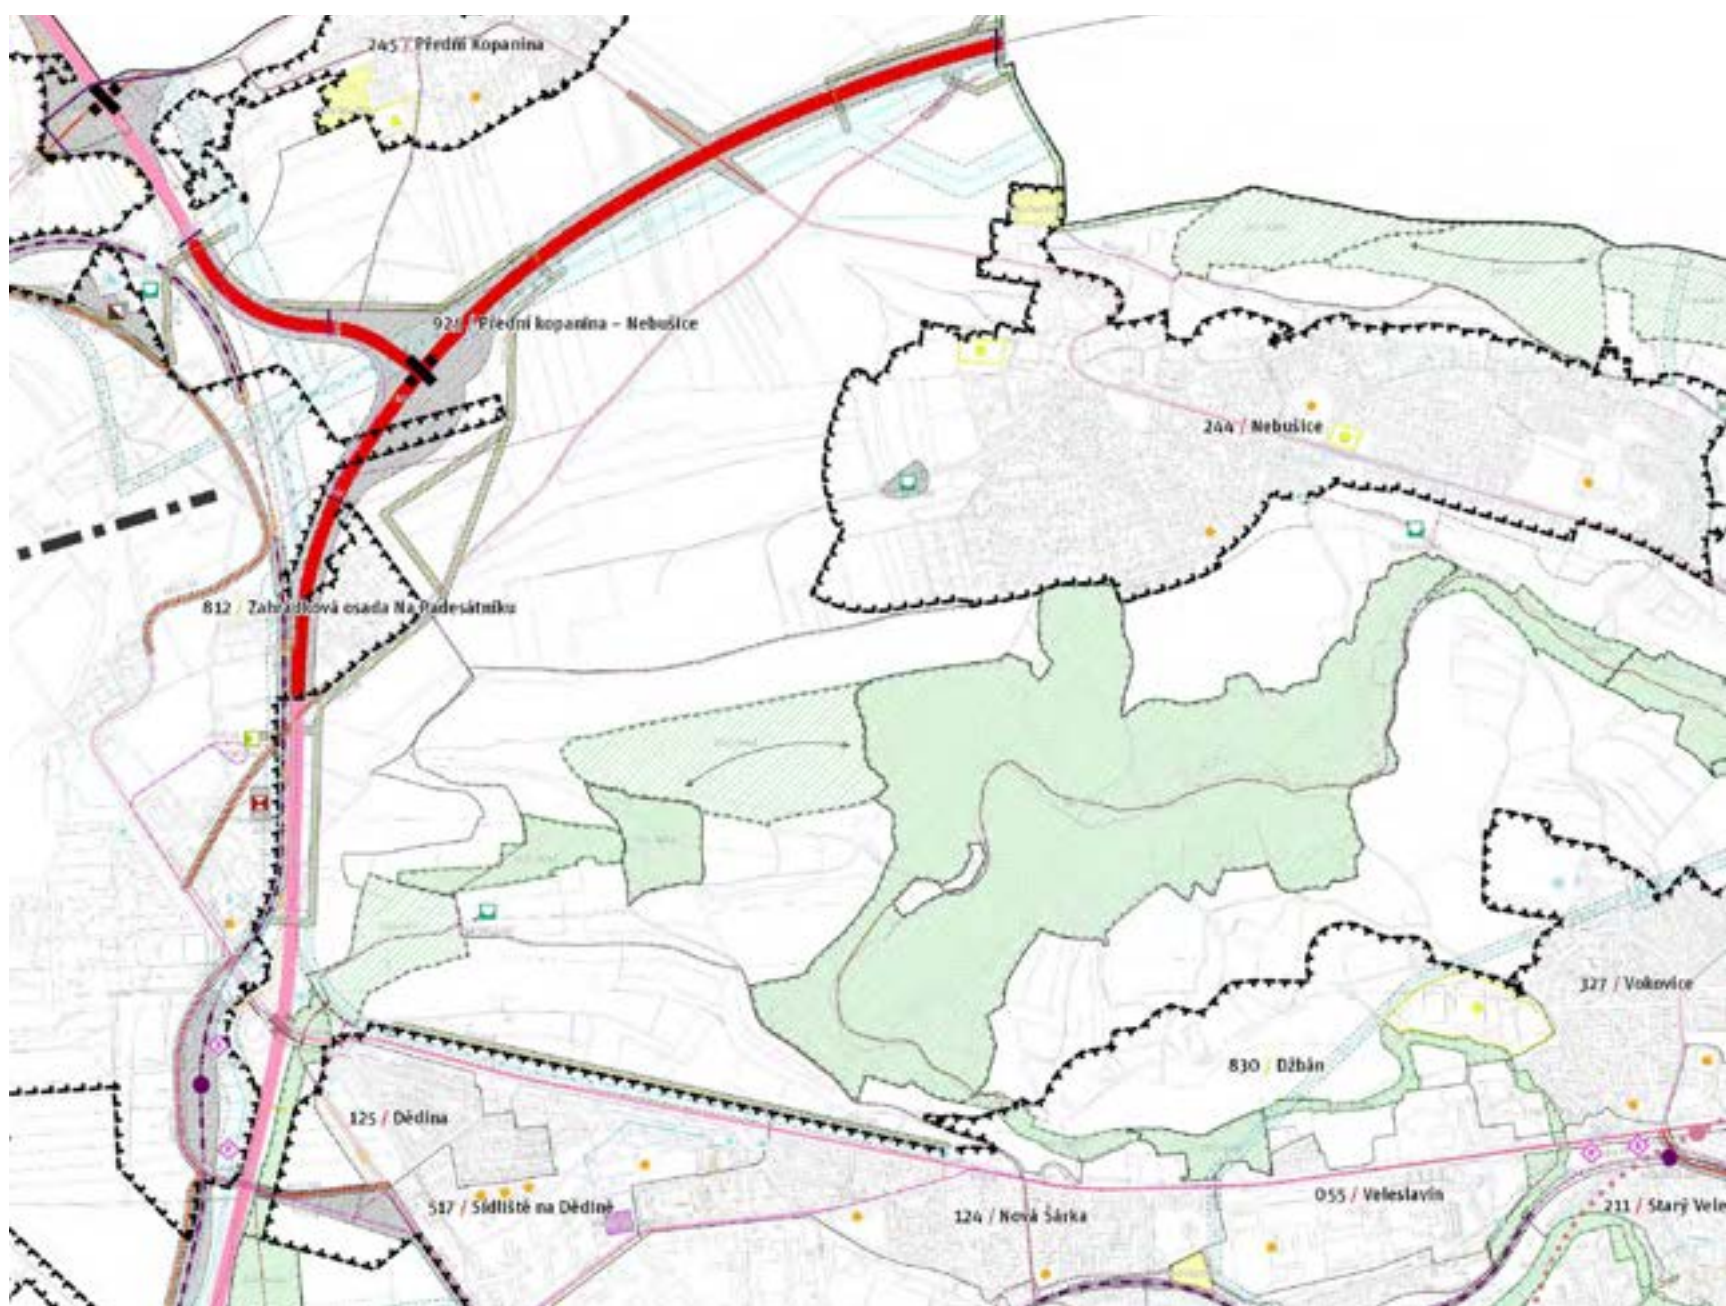 245 / Přední Kopanina
921 / Přední kopanina – Nebušice
244 / Nebušice
812 / Zahrádková osada Na Padesátníku
327 / Vokovice
830 / Džbán
125 / Dědina
055 / Veleslavín
517 / Sídliště na Dědině
211 / Starý Vele
124 / Nová Šárka